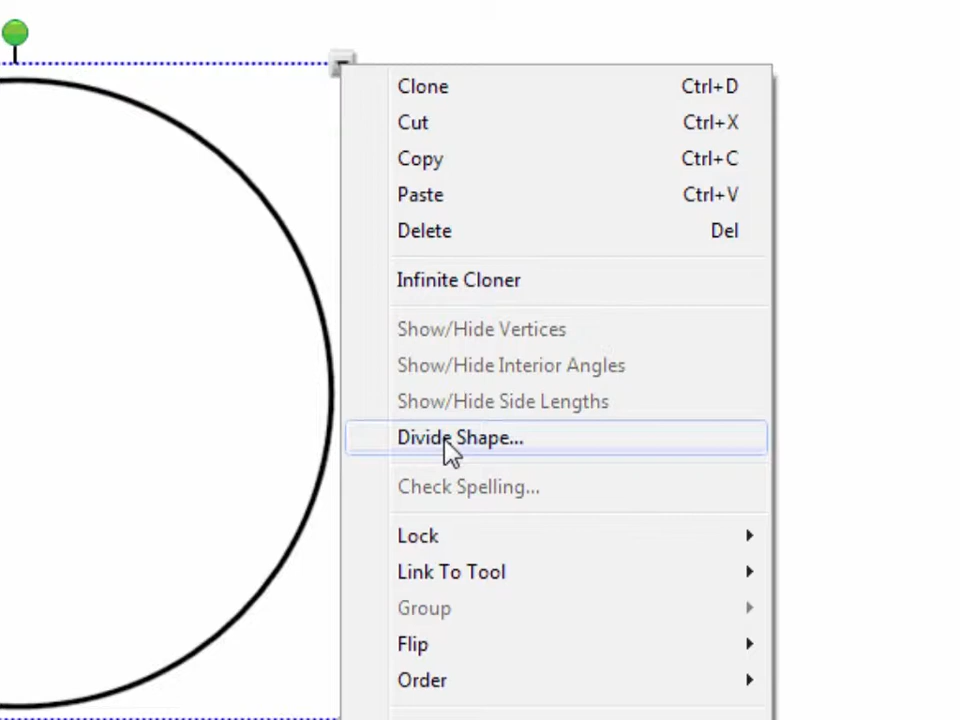 Clone Ctrl+D
Cut Ctrl+X
Copy Ctrl+C
Paste Ctrl+V
Delete Del
Infinite Cloner
Show/Hide Vertices
Show/Hide Interior Angles
Show/Hide Side Lengths
Divide Shape...
Check Spelling...
Lock
Link To Tool
Group
Flip
Order